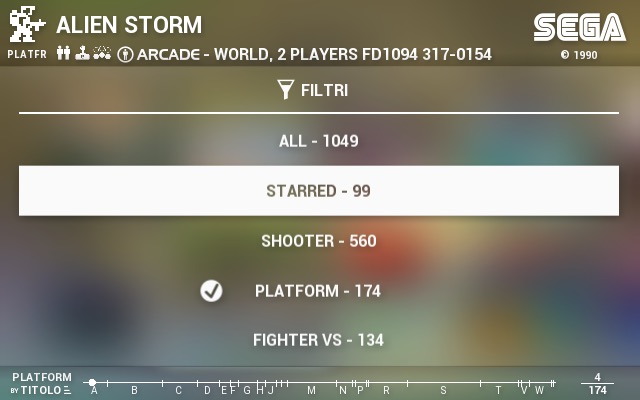 ALIEN STORM
SEGA
PLATFR
ARCADE - WORLD, 2 PLAYERS FD1094 317-0154
© 1990
FILTRI
ALL - 1049
STARRED - 99
SHOOTER - 560
PLATFORM - 174
FIGHTER VS - 134
PLATFORM
BY TITOLO
A B C D E F G H J M N P R S T V W
4
174